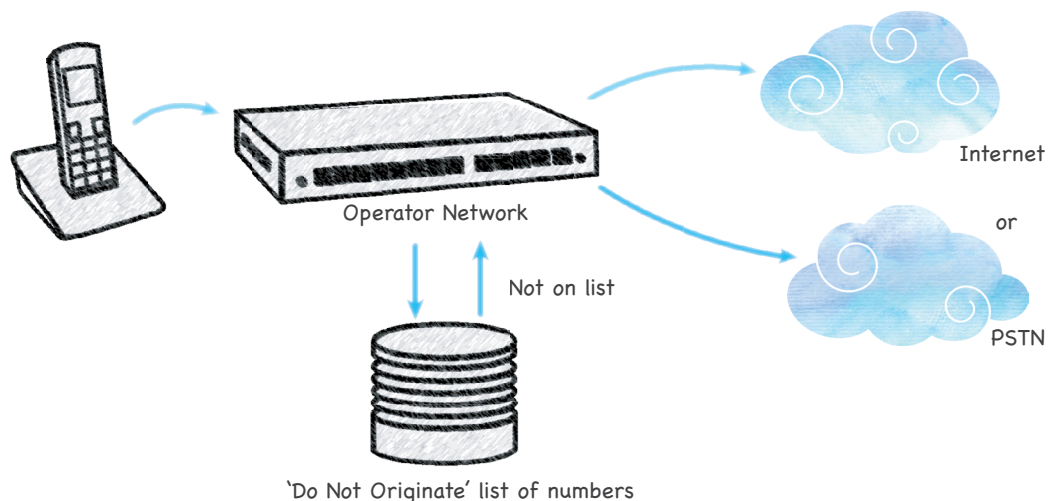 Internet
Operator Network
or
Not on list
PSTN
‘Do Not Originate’ list of numbers